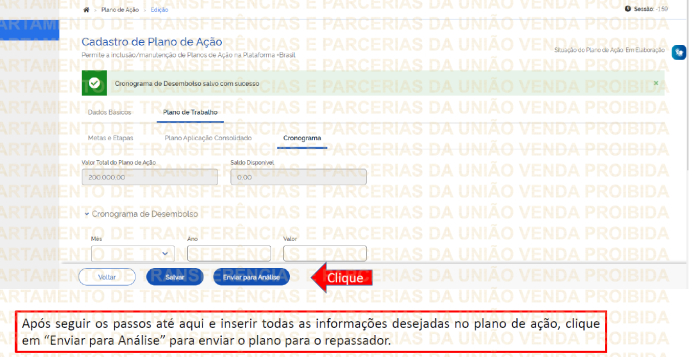 Plano de Ação Edição
Sessão: -1:59
Cadastro de Plano de Ação
Permite a inclusão/manutenção de Planos de Ação na Plataforma +Brasil
Situação do Plano de Ação: Em Elaboração
Cronograma de Desembolso salvo com sucesso ×
Dados Básicos Plano de Trabalho
Metas e Etapas Plano Aplicação Consolidado Cronograma
Valor Total do Plano de Ação Saldo Disponível
200.000,00 0,00
Cronograma de Desembolso
Mês Ano Valor
Voltar Salvar Enviar para Análise Clique
Após seguir os passos até aqui e inserir todas as informações desejadas no plano de ação, clique
em “Enviar para Análise” para enviar o plano para o repassador.
DEPARTAMENTO DE TRANSFERÊNCIAS E PARCERIAS DA UNIÃO VENDA PROIBIDA